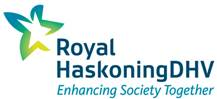 Royal
HaskoningDHV
Enhancing Society Together